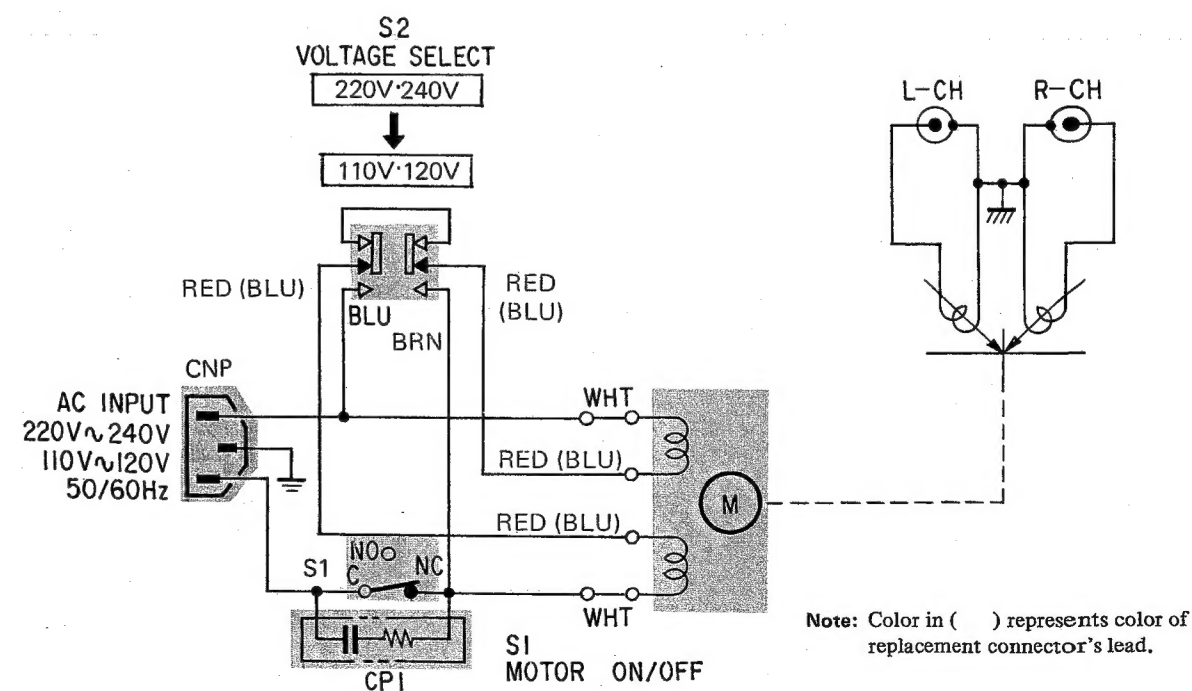 S2
VOLTAGE SELECT
220V·240V
110V·120V
L-CH
R-CH
RED (BLU)
RED
(BLU)
BLU
BRN
CNP
AC INPUT
220V∿240V
110V∿120V
50/60Hz
WHT
RED (BLU)
M
RED (BLU)
NO
S1
C
NC
WHT
S1
MOTOR ON/OFF
CP1
Note: Color in ( ) represents color of
replacement connector's lead.